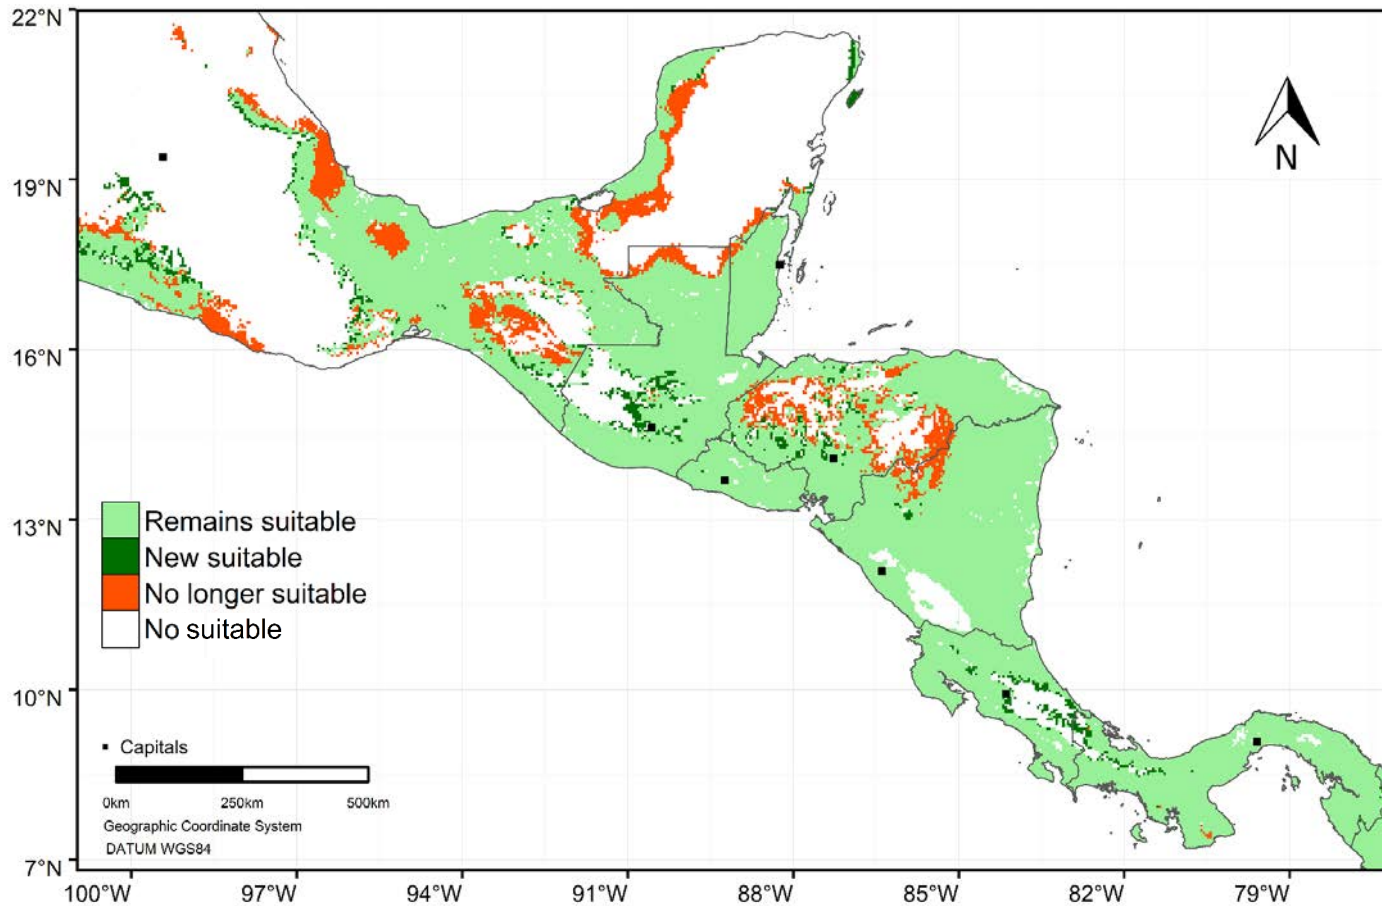 22°N
19°N
16°N
13°N
10°N
7°N
N
Remains suitable
New suitable
No longer suitable
No suitable
Capitals
0km 250km 500km
Geographic Coordinate System
DATUM WGS84
100°W 97°W 94°W 91°W 88°W 85°W 82°W 79°W